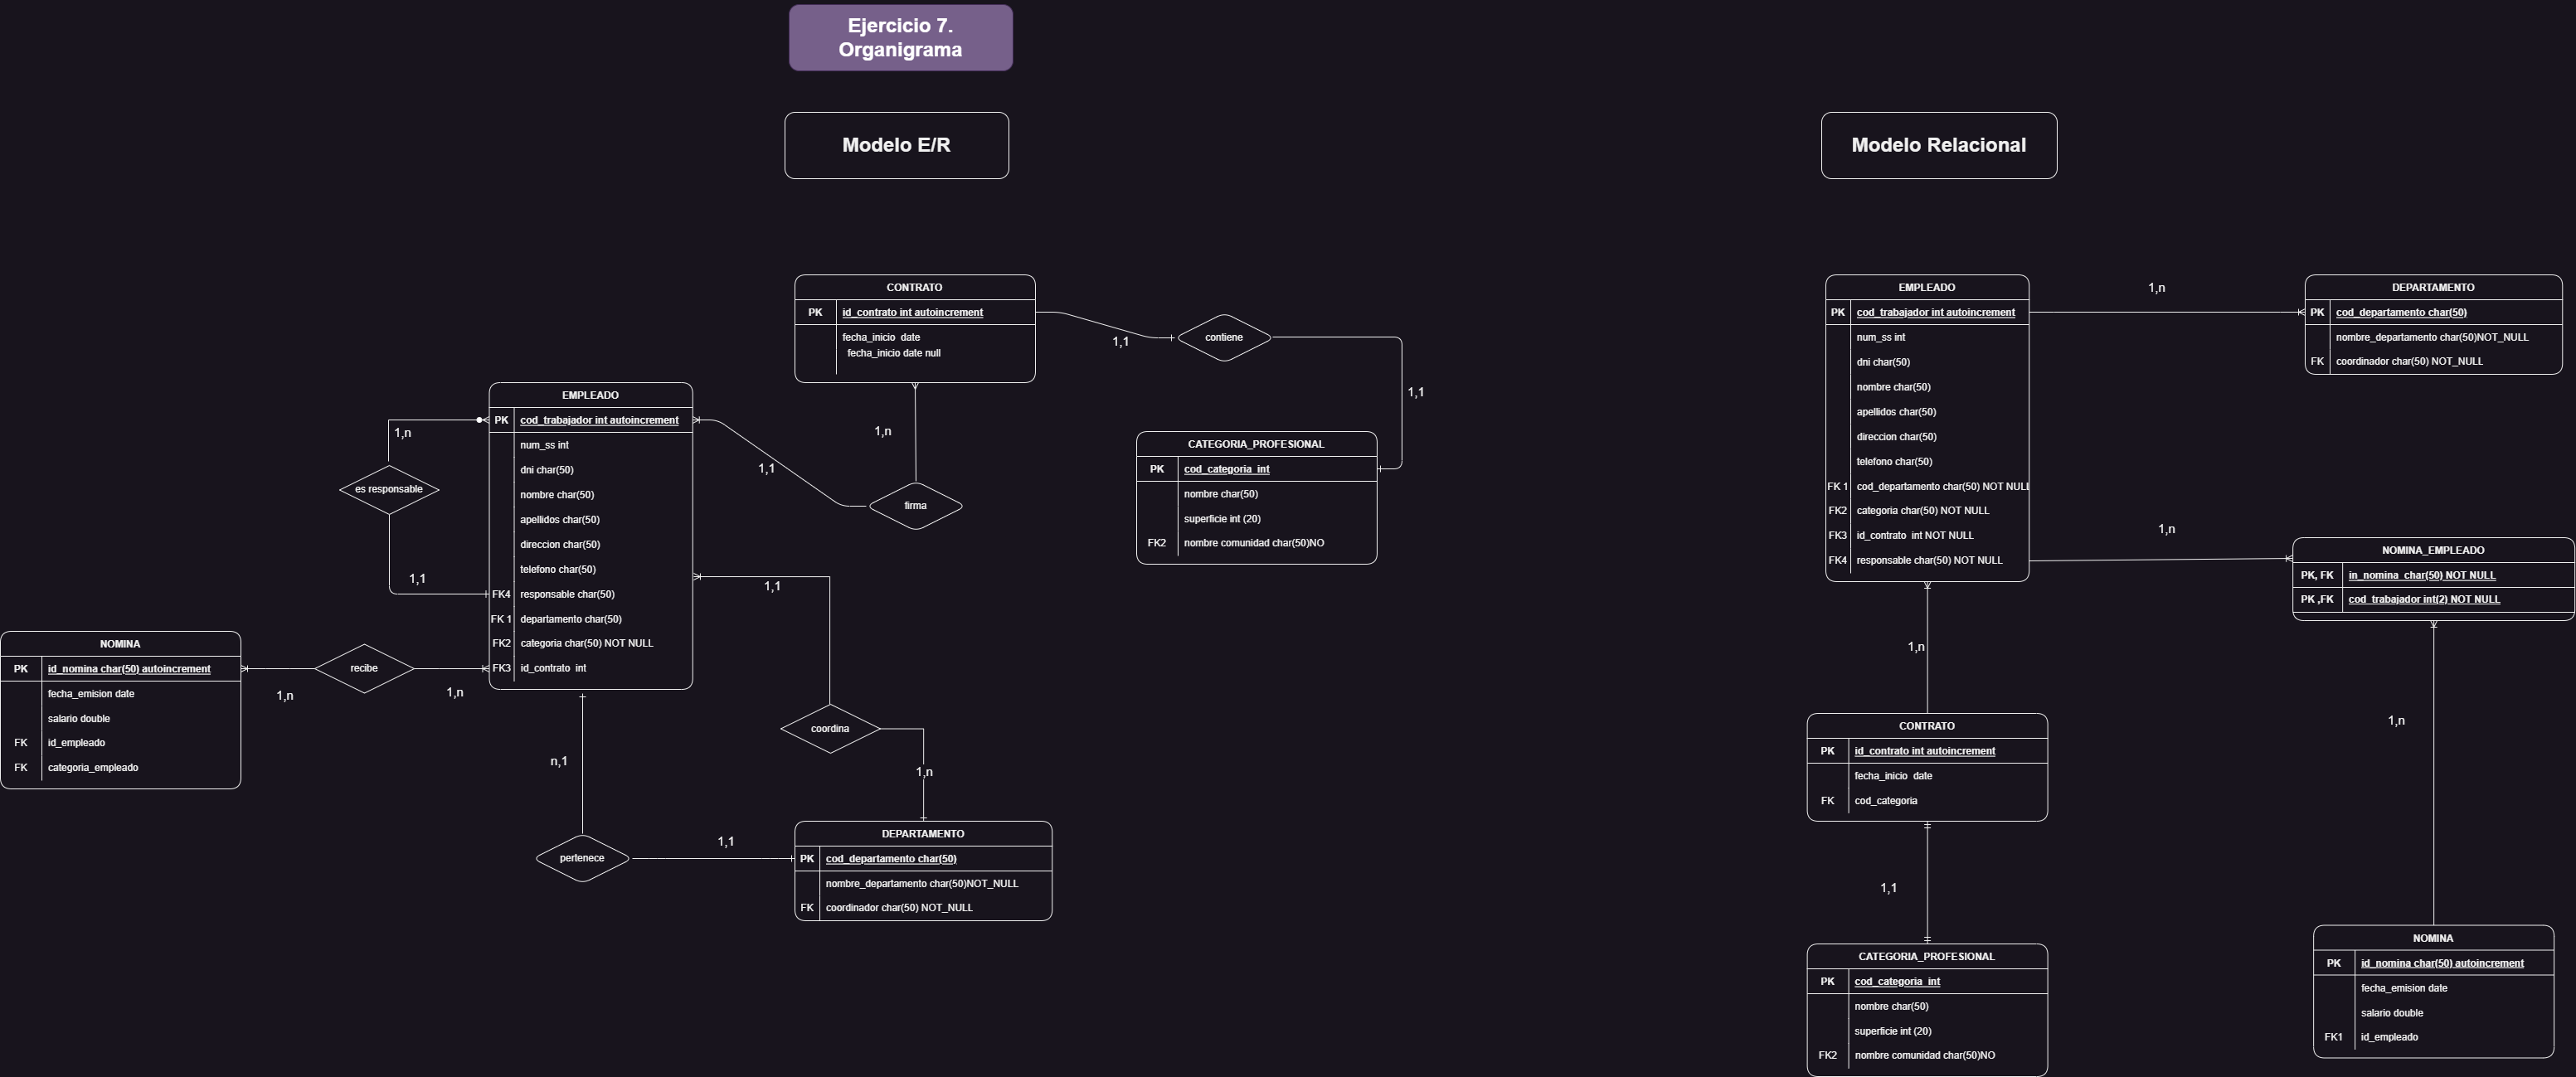 Ejercicio 7.
Organigrama
Modelo E/R
CONTRATO
PK id_contrato int autoincrement
fecha_inicio date
fecha_inicio date null
contiene
1,1
1,1
CATEGORIA_PROFESIONAL
PK cod_categoria int
nombre char(50)
superficie int (20)
FK2 nombre comunidad char(50)NO
1,n
firma
1,1
EMPLEADO
PK cod_trabajador int autoincrement
num_ss int
dni char(50)
nombre char(50)
apellidos char(50)
direccion char(50)
telefono char(50)
FK4 responsable char(50)
FK 1 departamento char(50)
FK2 categoria char(50) NOT NULL
FK3 id_contrato int
1,n
es responsable
1,1
NOMINA
PK id_nomina char(50) autoincrement
fecha_emision date
salario double
FK id_empleado
FK categoria_empleado
1,n
recibe
1,n
1,1
coordina
1,n
n,1
pertenece
1,1
DEPARTAMENTO
PK cod_departamento char(50)
nombre_departamento char(50)NOT_NULL
FK coordinador char(50) NOT_NULL
Modelo Relacional
EMPLEADO
PK cod_trabajador int autoincrement
num_ss int
dni char(50)
nombre char(50)
apellidos char(50)
direccion char(50)
telefono char(50)
FK 1 cod_departamento char(50) NOT NULL
FK2 categoria char(50) NOT NULL
FK3 id_contrato int NOT NULL
FK4 responsable char(50) NOT NULL
1,n
DEPARTAMENTO
PK cod_departamento char(50)
nombre_departamento char(50)NOT_NULL
FK coordinador char(50) NOT_NULL
1,n
NOMINA_EMPLEADO
PK, FK in_nomina char(50) NOT NULL
PK ,FK cod_trabajador int(2) NOT NULL
1,n
CONTRATO
PK id_contrato int autoincrement
fecha_inicio date
FK cod_categoria
1,1
CATEGORIA_PROFESIONAL
PK cod_categoria int
nombre char(50)
superficie int (20)
FK2 nombre comunidad char(50)NO
1,n
NOMINA
PK id_nomina char(50) autoincrement
fecha_emision date
salario double
FK1 id_empleado